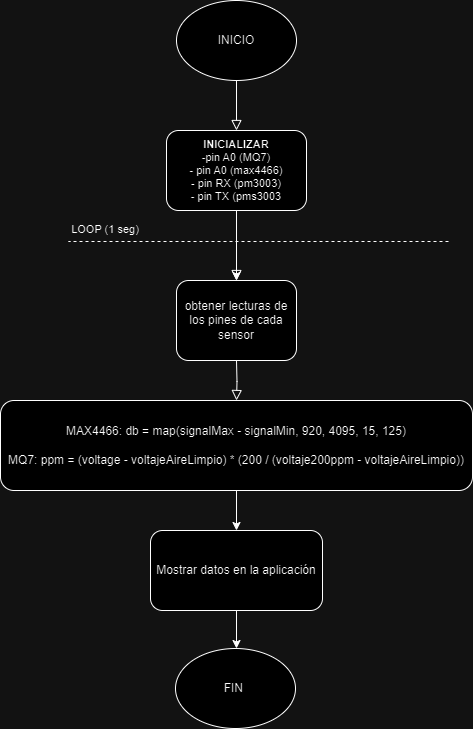 INICIO
INICIALIZAR
-pin A0 (MQ7)
- pin A0 (max4466)
- pin RX (pm3003)
- pin TX (pms3003
LOOP (1 seg)
obtener lecturas de
los pines de cada
sensor
MAX4466: db = map(signalMax - signalMin, 920, 4095, 15, 125)
MQ7: ppm = (voltage - voltajeAireLimpio) * (200 / (voltaje200ppm - voltajeAireLimpio))
Mostrar datos en la aplicación
FIN